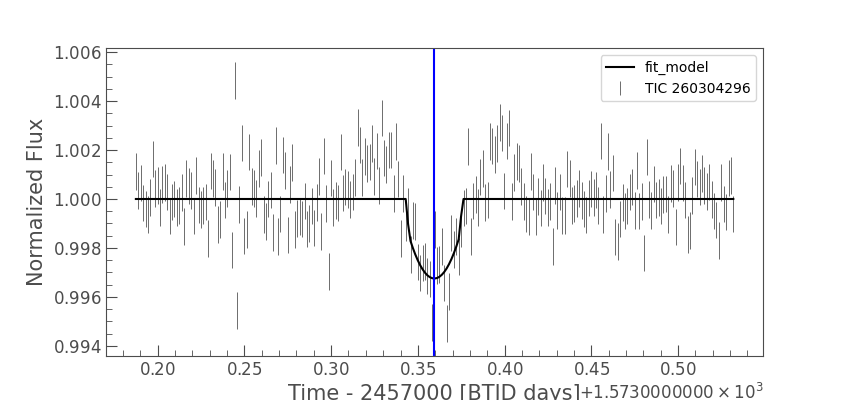 1.006
1.004
1.002
1.000
0.998
0.996
0.994
Normalized Flux
fit_model
TIC 260304296
0.20 0.25 0.30 0.35 0.40 0.45 0.50
Time - 2457000 [BTJD days]
+1.5730000000 × 10³